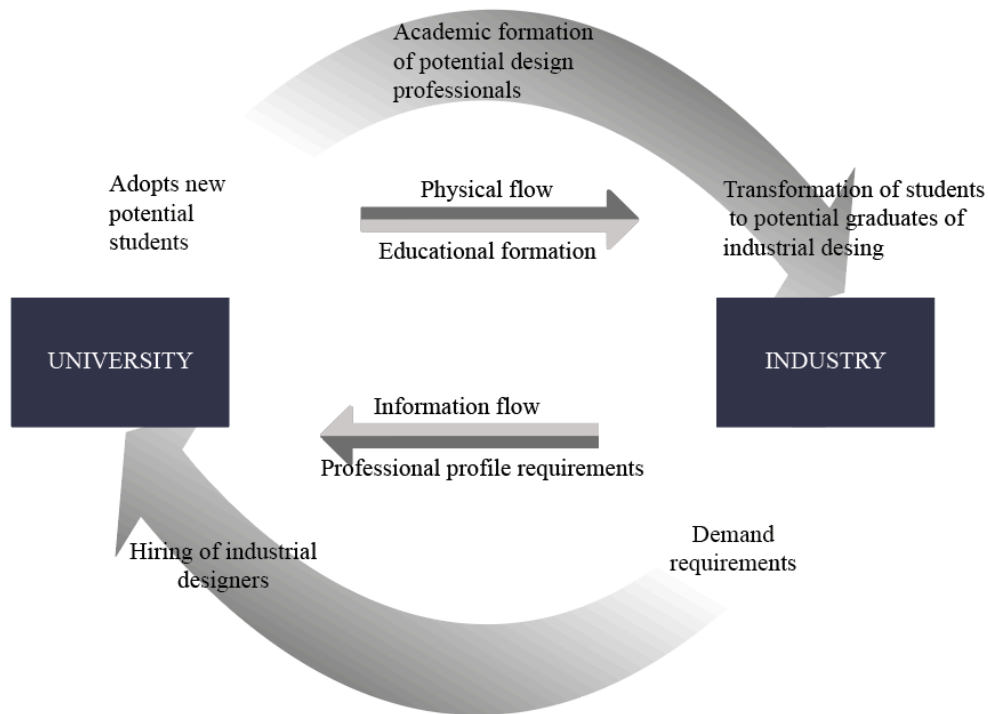 Academic formation
of potential design
professionals
Adopts new
potential
students
Physical flow
Educational formation
Transformation of students
to potential graduates of
industrial desing
UNIVERSITY
INDUSTRY
Information flow
Professional profile requirements
Hiring of industrial
designers
Demand
requirements